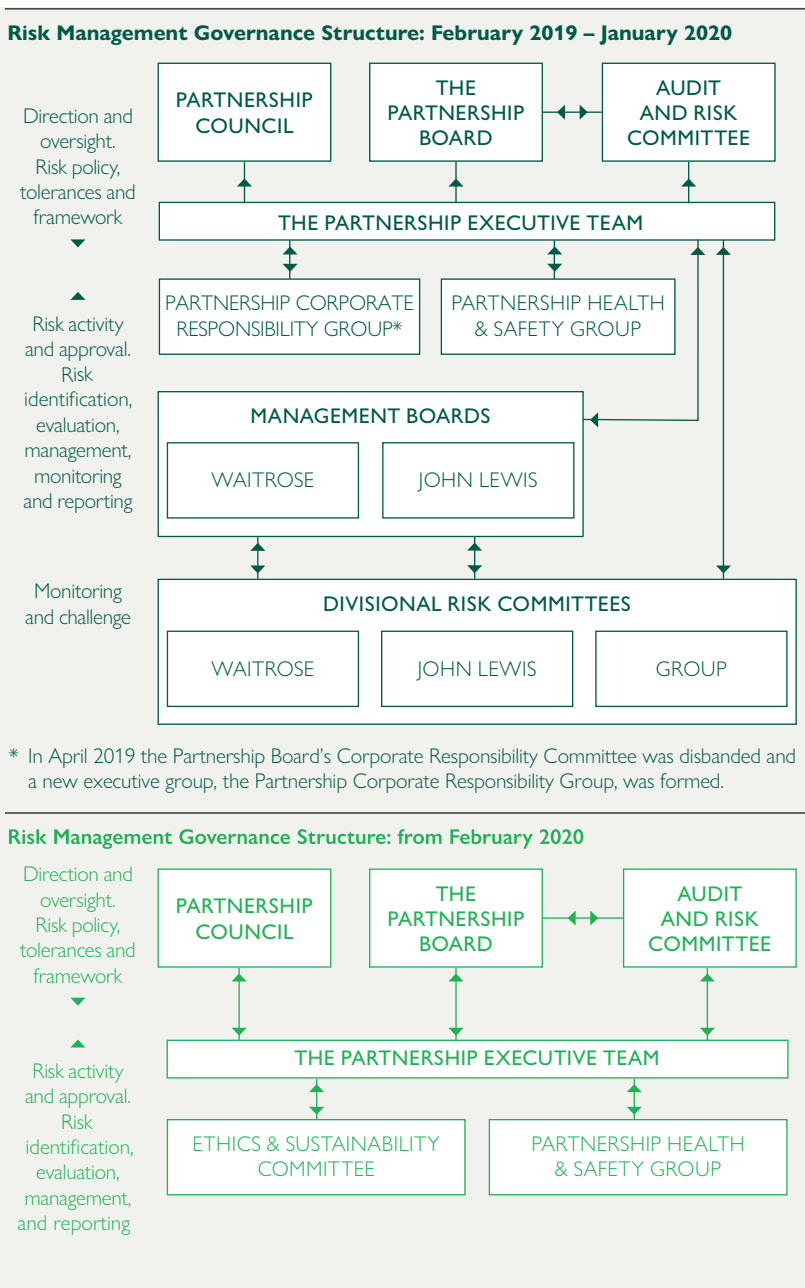 Risk Management Governance Structure: February 2019 – January 2020
Direction and
oversight.
Risk policy,
tolerances and
framework
PARTNERSHIP
COUNCIL
THE
PARTNERSHIP
BOARD
AUDIT
AND RISK
COMMITTEE
THE PARTNERSHIP EXECUTIVE TEAM
PARTNERSHIP CORPORATE
RESPONSIBILITY GROUP*
PARTNERSHIP HEALTH
& SAFETY GROUP
Risk activity
and approval.
Risk
identification,
evaluation,
management,
monitoring
and reporting
MANAGEMENT BOARDS
WAITROSE
JOHN LEWIS
Monitoring
and challenge
DIVISIONAL RISK COMMITTEES
WAITROSE
JOHN LEWIS
GROUP
* In April 2019 the Partnership Board’s Corporate Responsibility Committee was disbanded and
a new executive group, the Partnership Corporate Responsibility Group, was formed.
Risk Management Governance Structure: from February 2020
Direction and
oversight.
Risk policy,
tolerances and
framework
PARTNERSHIP
COUNCIL
THE
PARTNERSHIP
BOARD
AUDIT
AND RISK
COMMITTEE
THE PARTNERSHIP EXECUTIVE TEAM
Risk activity
and approval.
Risk
identification,
evaluation,
management,
and reporting
ETHICS & SUSTAINABILITY
COMMITTEE
PARTNERSHIP HEALTH
& SAFETY GROUP